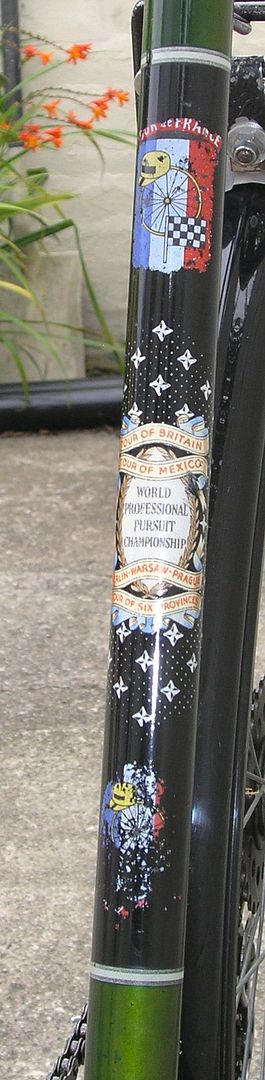 TOUR de FRANCE
TOUR OF BRITAIN
TOUR OF MEXICO
WORLD
PROFESSIONAL
PURSUIT
CHAMPIONSHIP
BERLIN-WARSAW-PRAGUE
TOUR OF SIX PROVINCES